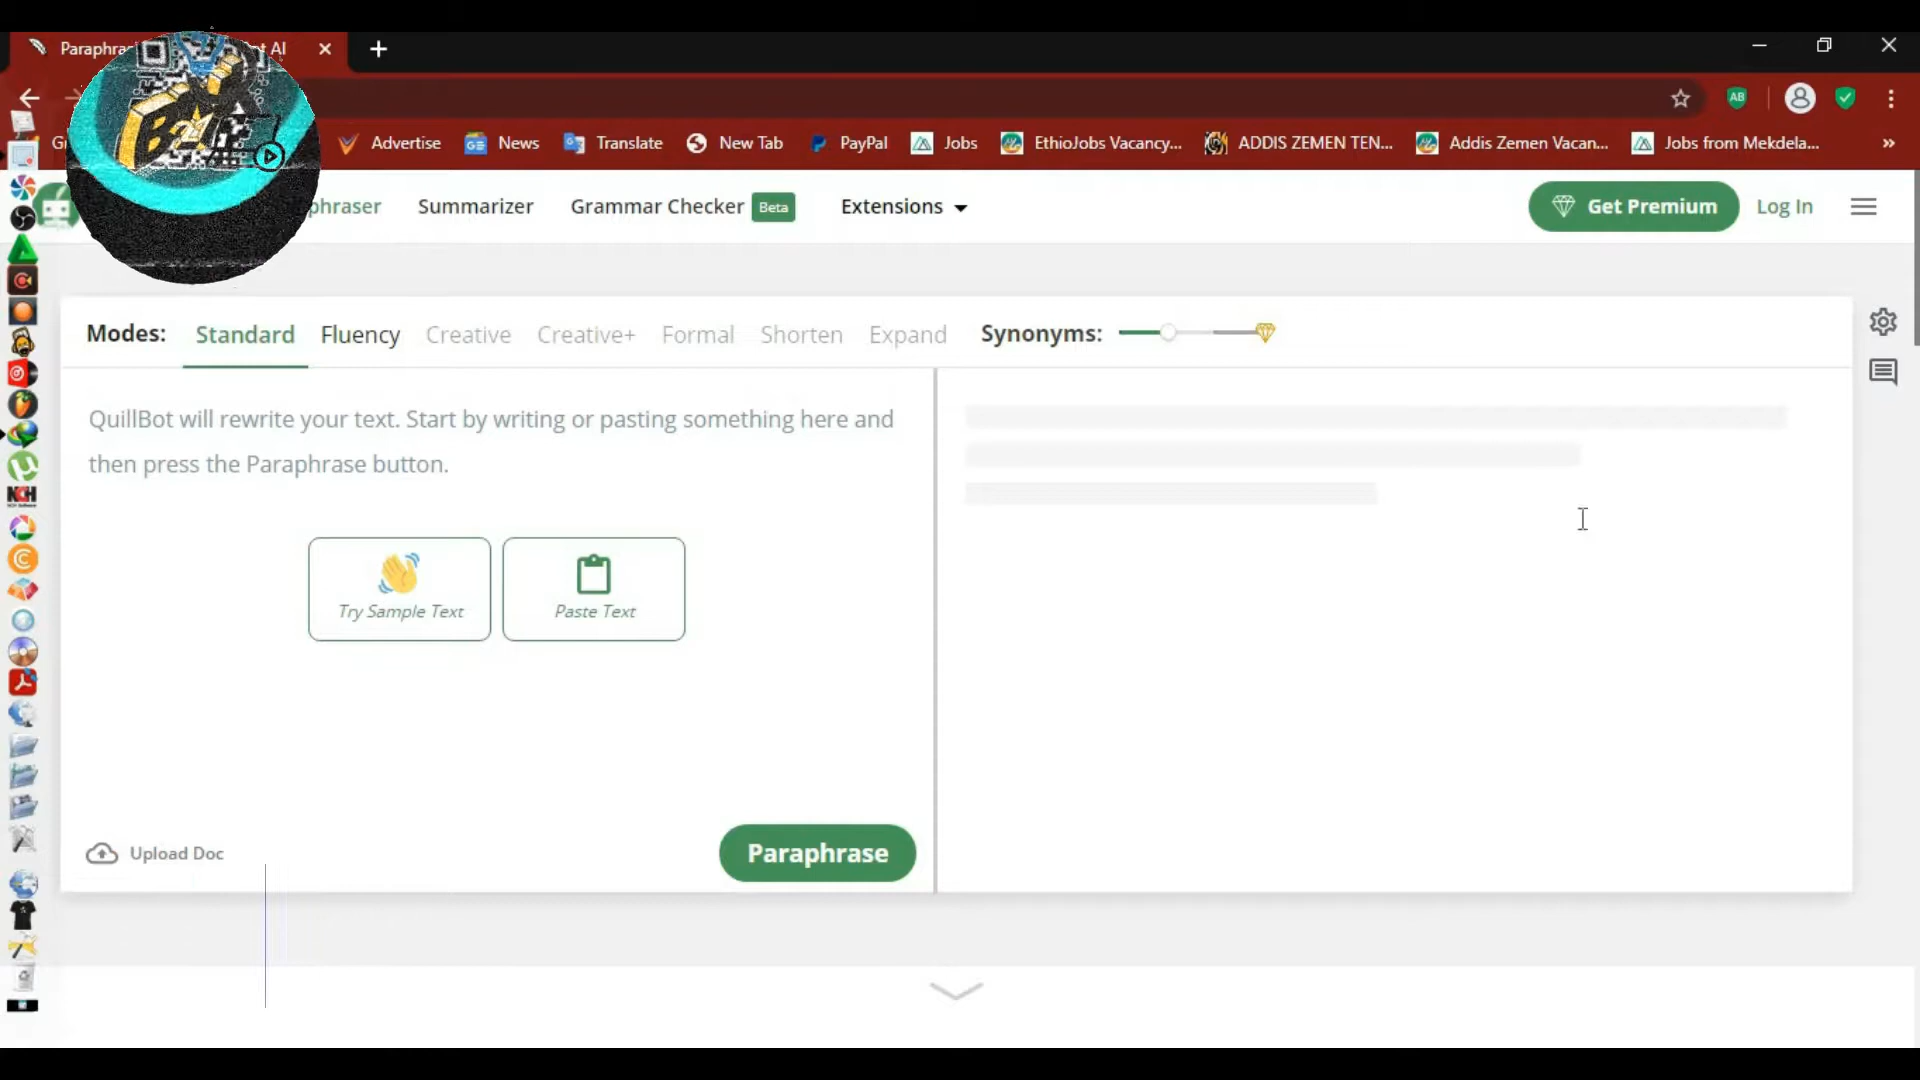 Paraphra
ot AI
Advertise
News
Translate
New Tab
PayPal
Jobs
EthioJobs Vacancy...
ADDIS ZEMEN TEN...
Addis Zemen Vacan...
Jobs from Mekdela...
»
phraser
Summarizer
Grammar Checker Beta
Extensions
Get Premium
Log In
Modes:
Standard
Fluency
Creative
Creative+
Formal
Shorten
Expand
Synonyms:
QuillBot will rewrite your text. Start by writing or pasting something here and
then press the Paraphrase button.
Try Sample Text
Paste Text
Upload Doc
Paraphrase
NCH